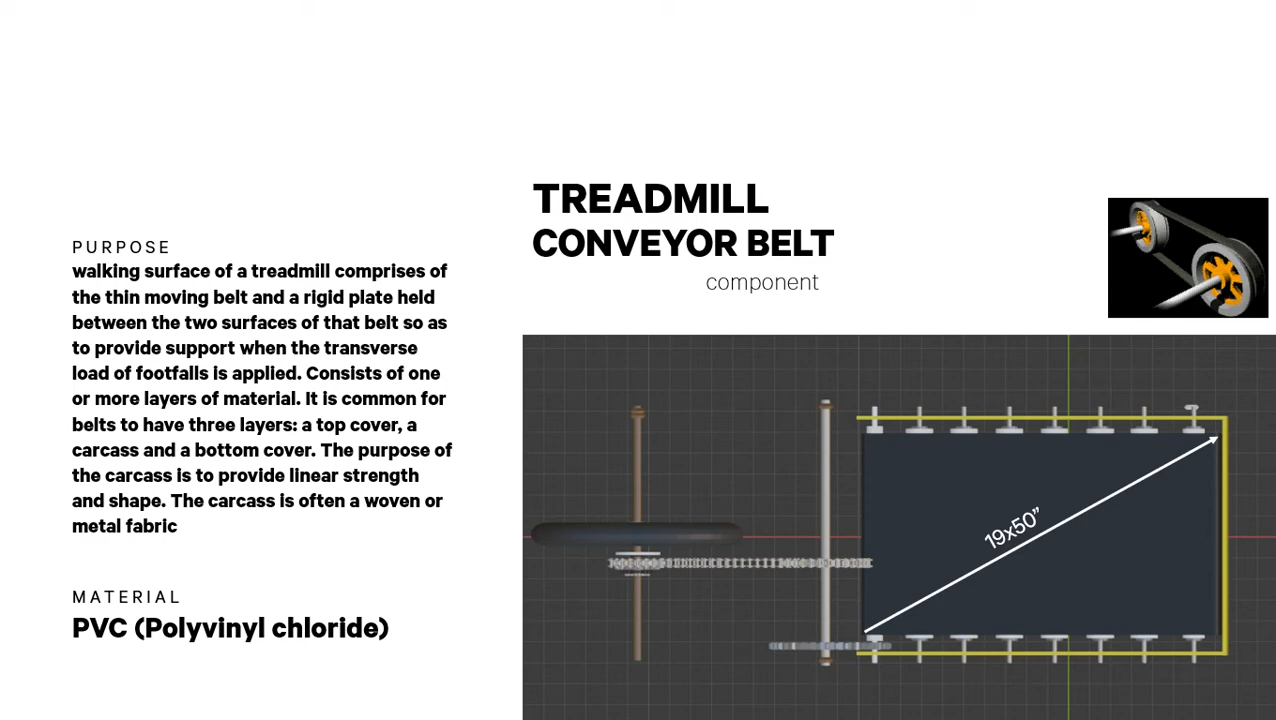 TREADMILL
CONVEYOR BELT
component
PURPOSE
walking surface of a treadmill comprises of
the thin moving belt and a rigid plate held
between the two surfaces of that belt so as
to provide support when the transverse
load of footfalls is applied. Consists of one
or more layers of material. It is common for
belts to have three layers: a top cover, a
carcass and a bottom cover. The purpose of
the carcass is to provide linear strength
and shape. The carcass is often a woven or
metal fabric
MATERIAL
PVC (Polyvinyl chloride)
19x50”